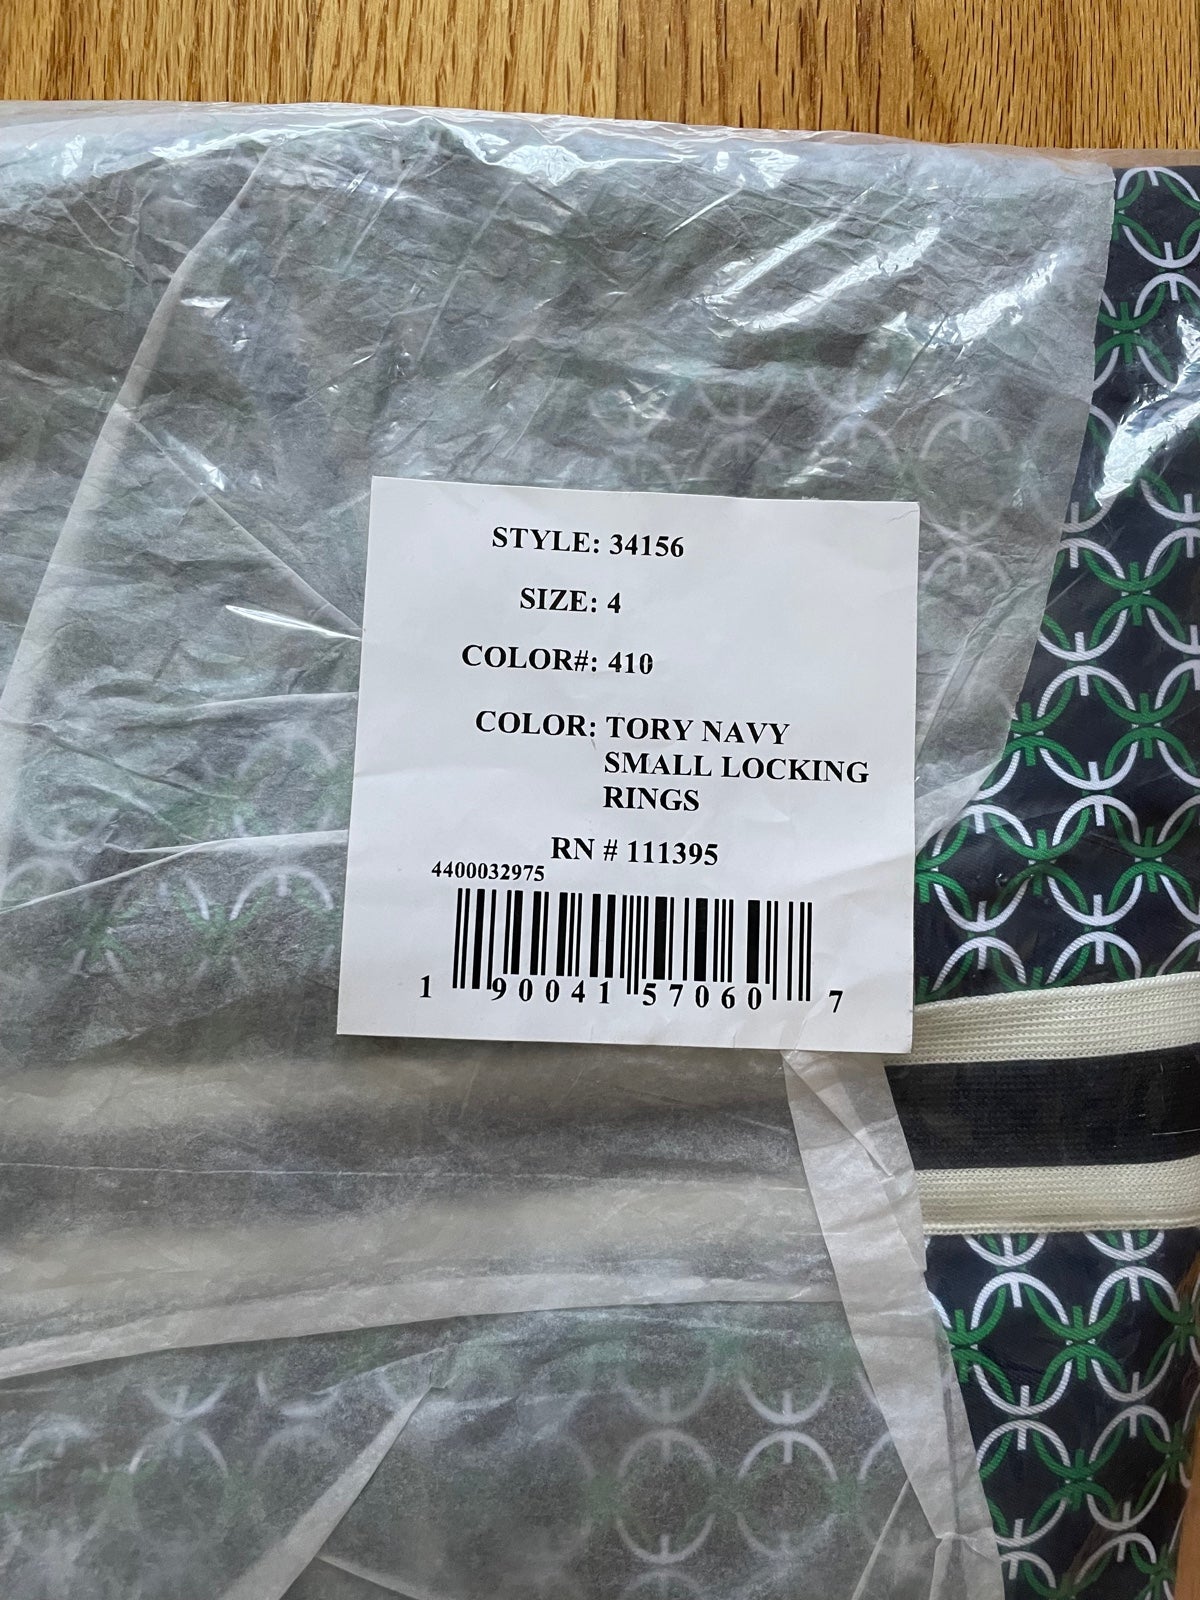 STYLE: 34156
SIZE: 4
COLOR#: 410
COLOR: TORY NAVY
SMALL LOCKING
RINGS
RN # 111395
4400032975
1 90041 57060 7